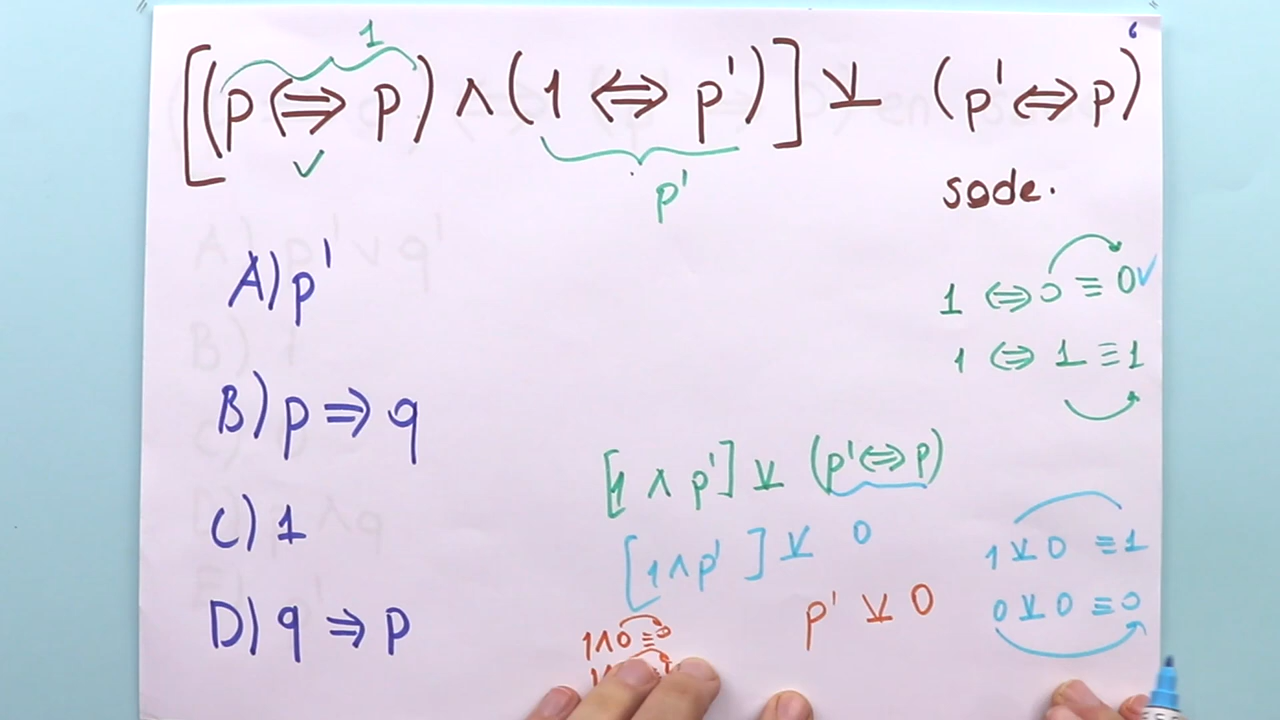 1
6
[(p ⇔ p) ∧ (1 ⇔ p')] ⊻ (p' ⇔ p)
✓
p'
sade.
A) p'
1 ⇔ 0 ≡ 0 ✓
1 ⇔ 1 ≡ 1
B) p ⇒ q
[1 ∧ p'] ⊻ (p' ⇔ p)
C) 1
[1 ∧ p'] ⊻ 0
1 ⊻ 0 ≡ 1
p' ⊻ 0
0 ⊻ 0 ≡ 0
D) q ⇒ p
1 ∧ 0 ≡ 0